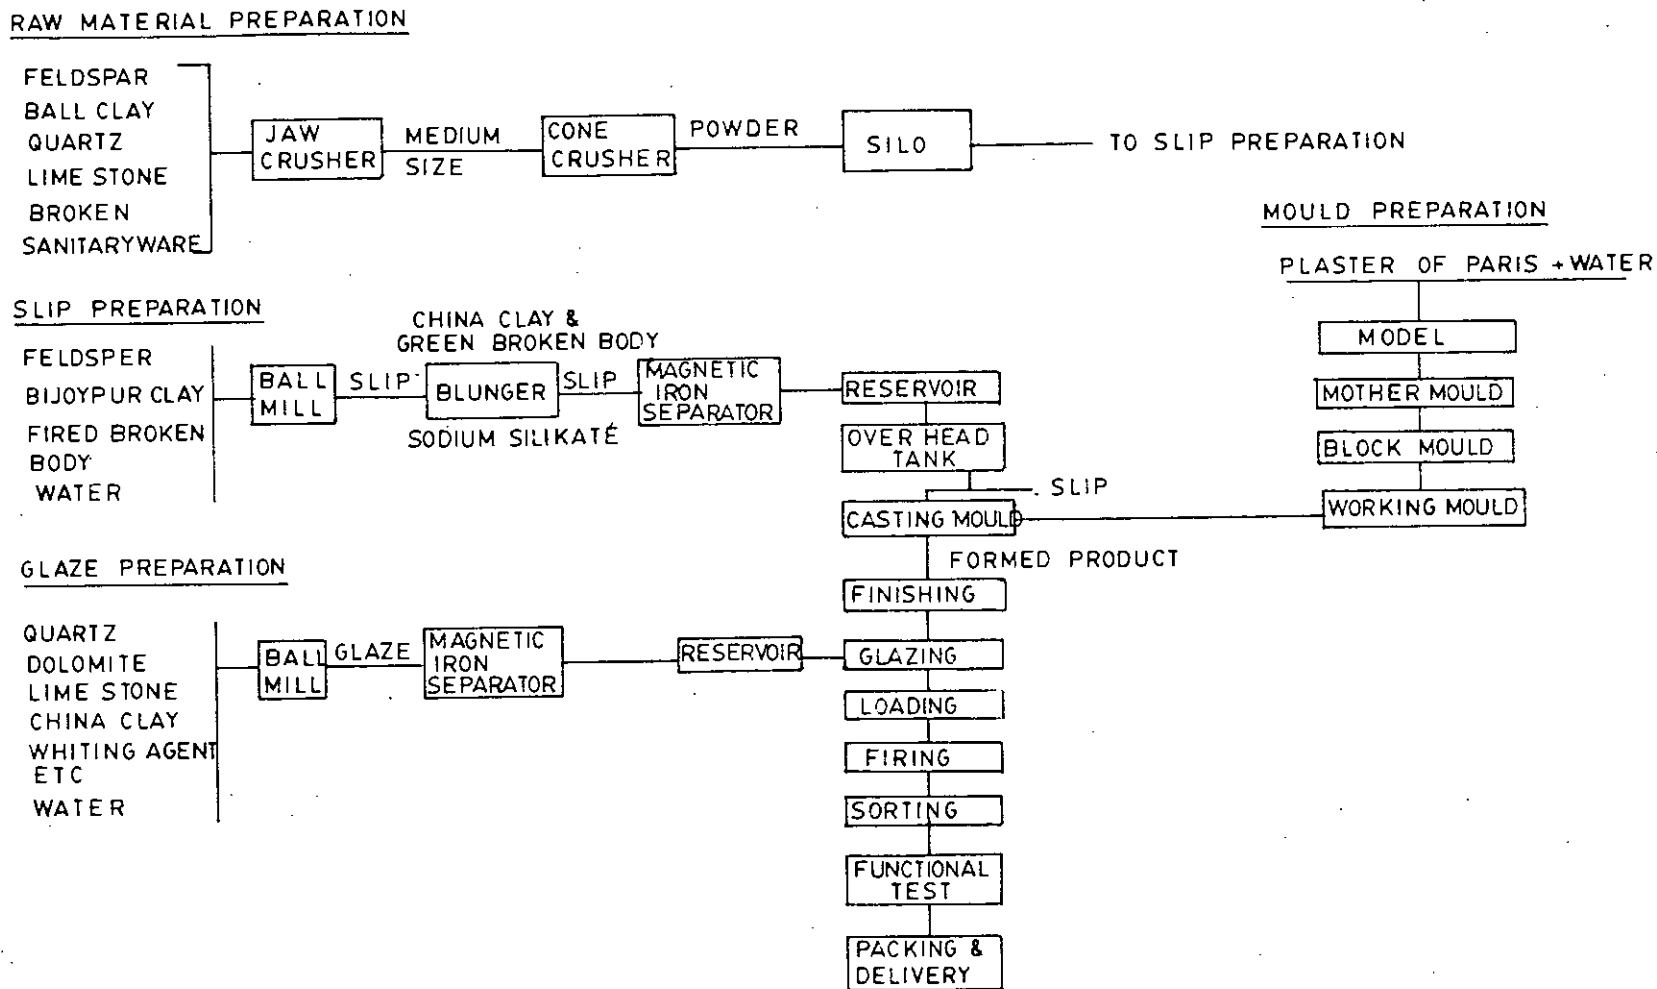 RAW MATERIAL PREPARATION
FELDSPAR
BALL CLAY
QUARTZ
LIME STONE
BROKEN
SANITARYWARE
JAW
CRUSHER
MEDIUM
SIZE
CONE
CRUSHER
POWDER
SILO
TO SLIP PREPARATION
MOULD PREPARATION
PLASTER OF PARIS + WATER
MODEL
MOTHER MOULD
BLOCK MOULD
WORKING MOULD
SLIP PREPARATION
FELDSPER
BIJOYPUR CLAY
FIRED BROKEN
BODY
WATER
BALL
MILL
SLIP
CHINA CLAY &
GREEN BROKEN BODY
BLUNGER
SODIUM SILIKATÉ
SLIP
MAGNETIC
IRON
SEPARATOR
RESERVOIR
OVER HEAD
TANK
SLIP
CASTING MOULD
FORMED PRODUCT
FINISHING
GLAZE PREPARATION
QUARTZ
DOLOMITE
LIME STONE
CHINA CLAY
WHITING AGENT
ETC
WATER
BALL
MILL
GLAZE
MAGNETIC
IRON
SEPARATOR
RESERVOIR
GLAZING
LOADING
FIRING
SORTING
FUNCTIONAL
TEST
PACKING &
DELIVERY